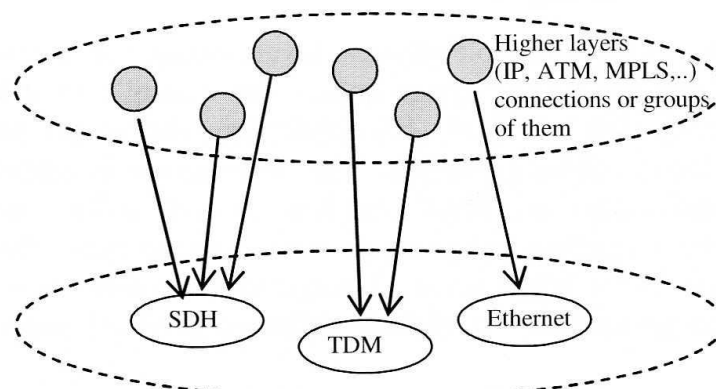 Higher layers
(IP, ATM, MPLS,..)
connections or groups
of them
SDH
TDM
Ethernet